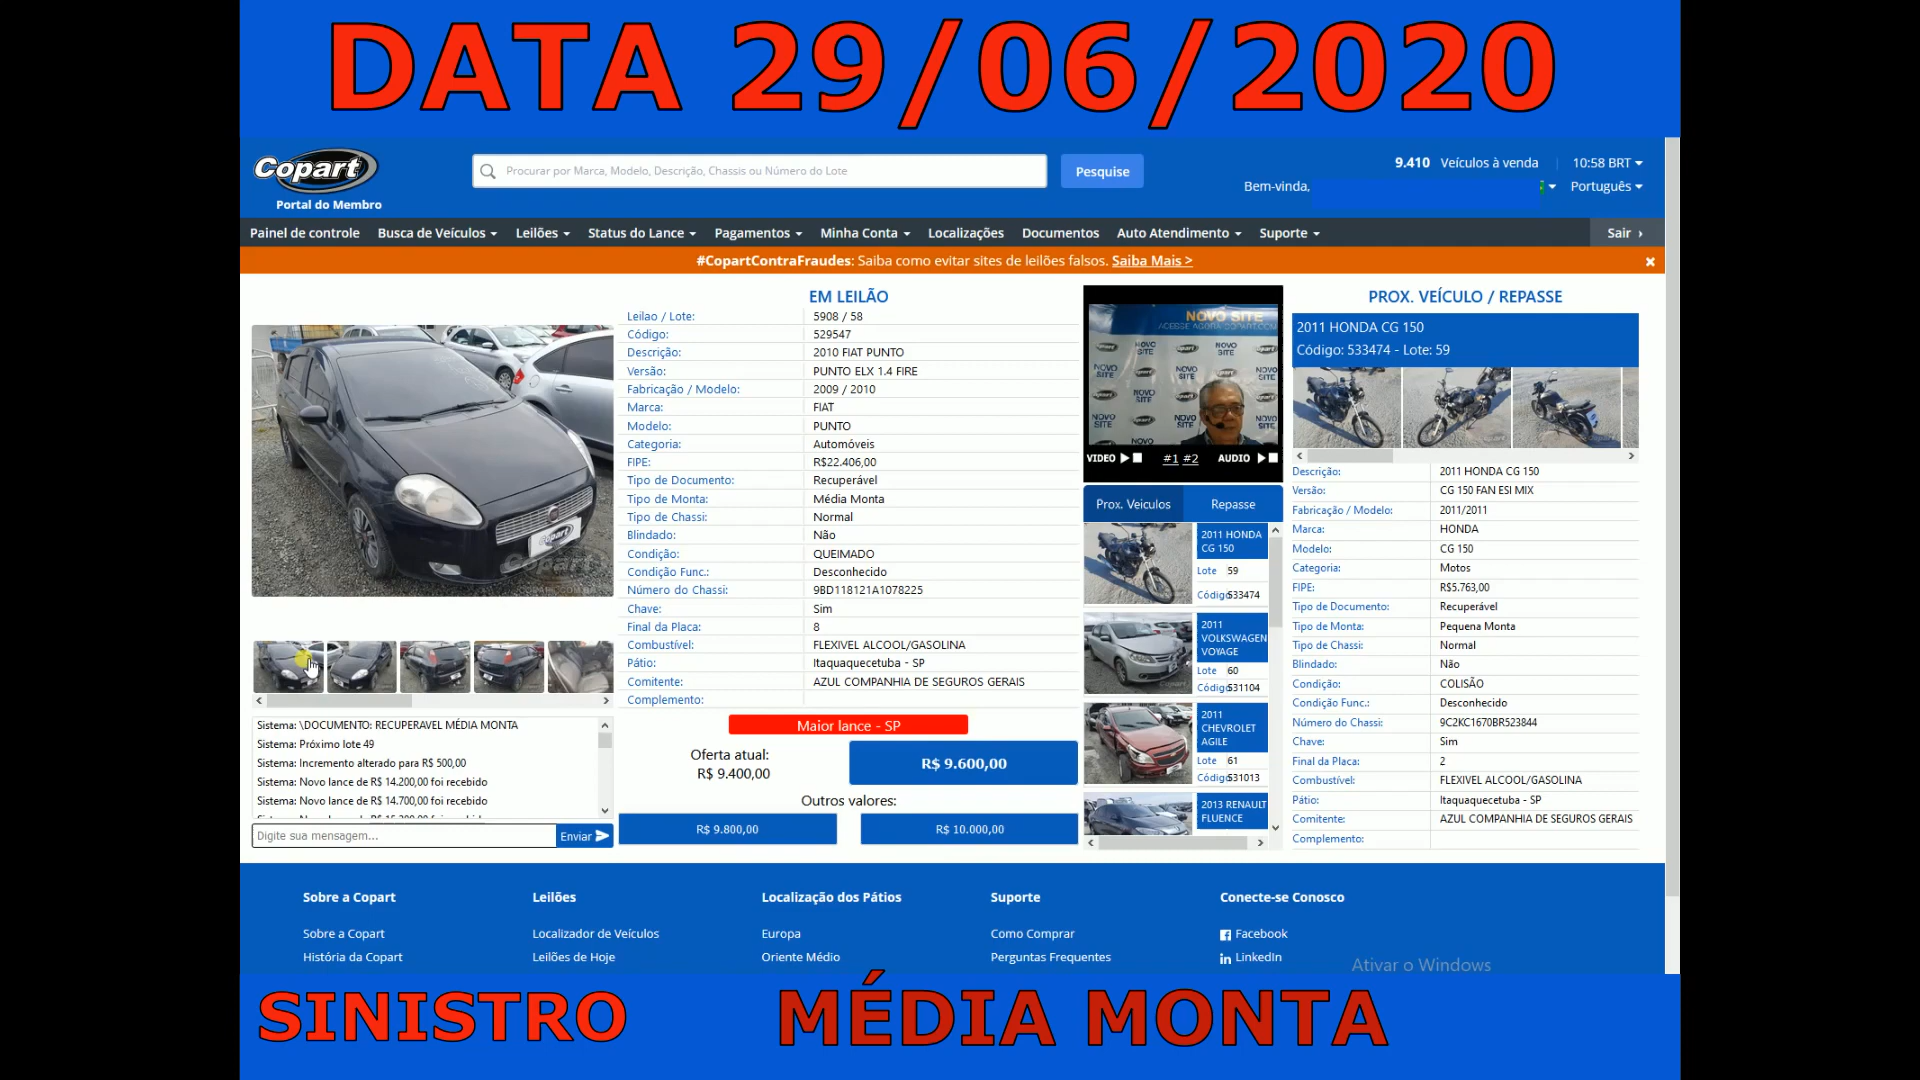 DATA 29/06/2020
Copart
Portal do Membro
Procurar por Marca, Modelo, Descrição, Chassis ou Número do Lote
Pesquise
9.410 Veículos à venda
10:58 BRT
Bem-vinda,
Português
Painel de controle Busca de Veículos Leilões Status do Lance Pagamentos Minha Conta Localizações Documentos Auto Atendimento Suporte Sair
#CopartContraFraudes: Saiba como evitar sites de leilões falsos. Saiba Mais >
EM LEILÃO
Leilao / Lote: 5908 / 58
Código: 529547
Descrição: 2010 FIAT PUNTO
Versão: PUNTO ELX 1.4 FIRE
Fabricação / Modelo: 2009 / 2010
Marca: FIAT
Modelo: PUNTO
Categoria: Automóveis
FIPE: R$22.406,00
Tipo de Documento: Recuperável
Tipo de Monta: Média Monta
Tipo de Chassi: Normal
Blindado: Não
Condição: QUEIMADO
Condição Func.: Desconhecido
Número do Chassi: 9BD118121A1078225
Chave: Sim
Final da Placa: 8
Combustível: FLEXIVEL ALCOOL/GASOLINA
Pátio: Itaquaquecetuba - SP
Comitente: AZUL COMPANHIA DE SEGUROS GERAIS
Complemento:
Maior lance - SP
Oferta atual:
R$ 9.400,00
R$ 9.600,00
Outros valores:
R$ 9.800,00
R$ 10.000,00
Sistema: \DOCUMENTO: RECUPERAVEL MÉDIA MONTA
Sistema: Próximo lote 49
Sistema: Incremento alterado para R$ 500,00
Sistema: Novo lance de R$ 14.200,00 foi recebido
Sistema: Novo lance de R$ 14.700,00 foi recebido
Digite sua mensagem...
Enviar
NOVO SITE
ACESSE AGORA COPART.COM
VIDEO #1 #2 AUDIO
Prox. Veiculos Repasse
2011 HONDA CG 150
Lote 59
Código 533474
2011 VOLKSWAGEN VOYAGE
Lote 60
Código 531104
2011 CHEVROLET AGILE
Lote 61
Código 531013
2013 RENAULT FLUENCE
PROX. VEÍCULO / REPASSE
2011 HONDA CG 150
Código: 533474 - Lote: 59
Descrição: 2011 HONDA CG 150
Versão: CG 150 FAN ESI MIX
Fabricação / Modelo: 2011/2011
Marca: HONDA
Modelo: CG 150
Categoria: Motos
FIPE: R$5.763,00
Tipo de Documento: Recuperável
Tipo de Monta: Pequena Monta
Tipo de Chassi: Normal
Blindado: Não
Condição: COLISÃO
Condição Func.: Desconhecido
Número do Chassi: 9C2KC1670BR523844
Chave: Sim
Final da Placa: 2
Combustível: FLEXIVEL ALCOOL/GASOLINA
Pátio: Itaquaquecetuba - SP
Comitente: AZUL COMPANHIA DE SEGUROS GERAIS
Complemento:
Sobre a Copart Leilões Localização dos Pátios Suporte Conecte-se Conosco
Sobre a Copart Localizador de Veículos Europa Como Comprar Facebook
História da Copart Leilões de Hoje Oriente Médio Perguntas Frequentes LinkedIn
Ativar o Windows
SINISTRO MÉDIA MONTA